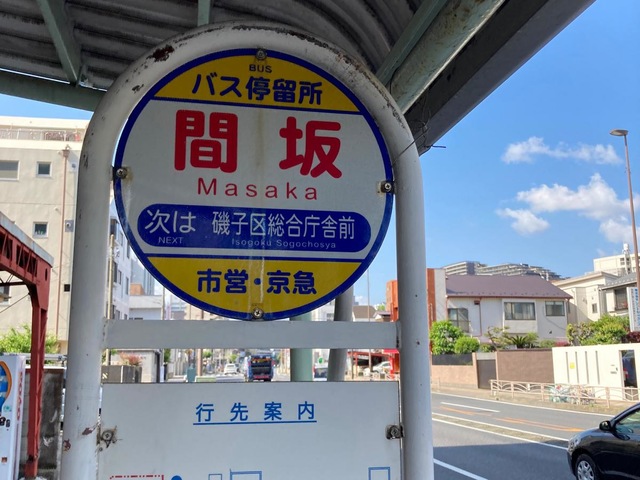 BUS
バス停留所
間坂
Masaka
次は 磯子区総合庁舎前
NEXT Isogoku Sogochosya
市営・京急
行先案内